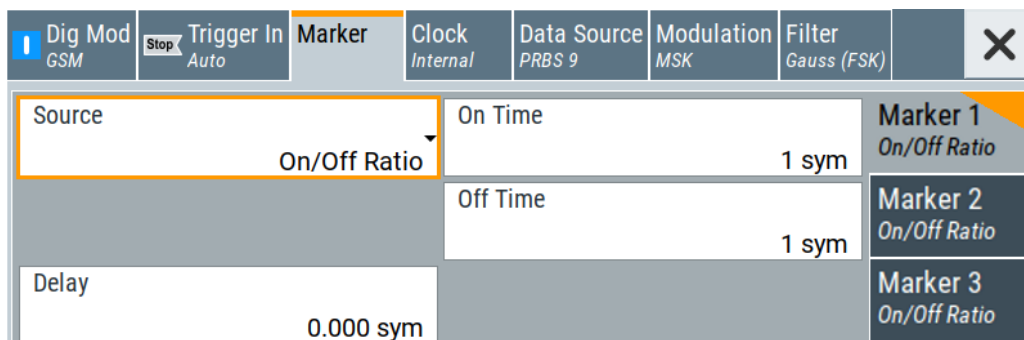 Dig Mod
GSM
Stop
Trigger In
Auto
Marker
Clock
Internal
Data Source
PRBS 9
Modulation
MSK
Filter
Gauss (FSK)
Source
On/Off Ratio
On Time
1 sym
Off Time
1 sym
Delay
0.000 sym
Marker 1
On/Off Ratio
Marker 2
On/Off Ratio
Marker 3
On/Off Ratio